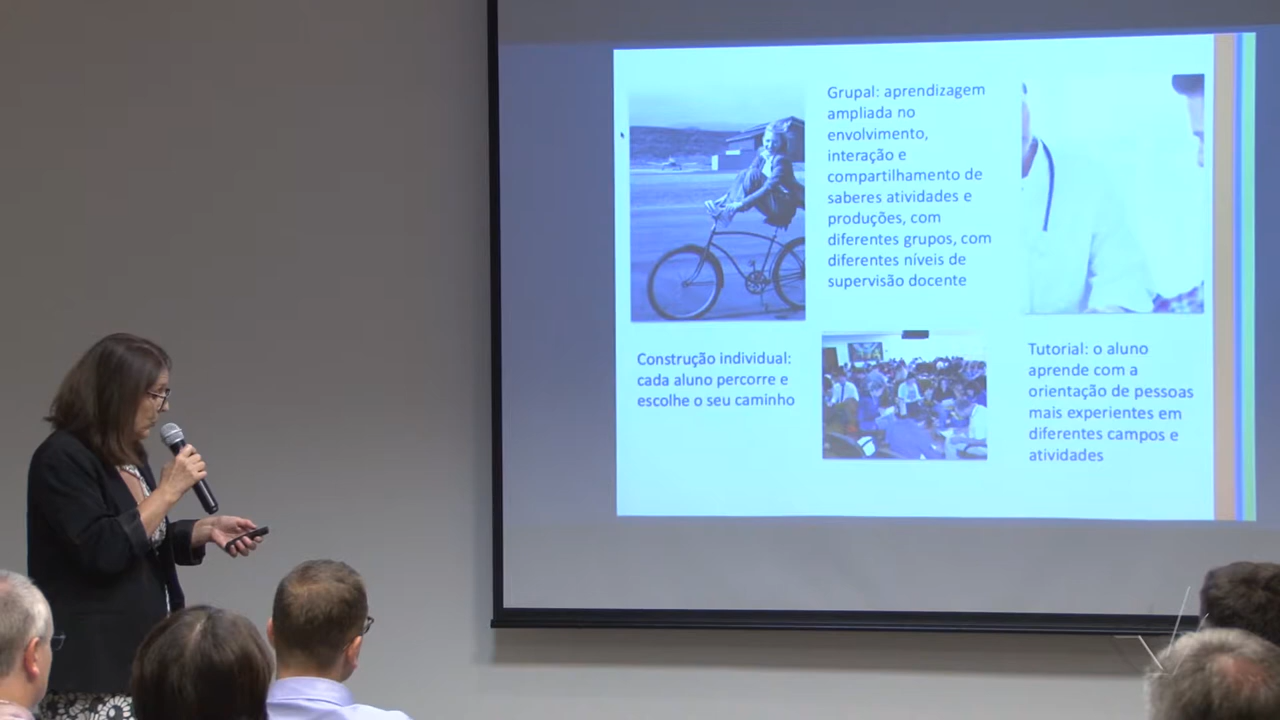 Grupal: aprendizagem
ampliada no
envolvimento,
interação e
compartilhamento de
saberes atividades e
produções, com
diferentes grupos, com
diferentes níveis de
supervisão docente
Construção individual:
cada aluno percorre e
escolhe o seu caminho
Tutorial: o aluno
aprende com a
orientação de pessoas
mais experientes em
diferentes campos e
atividades